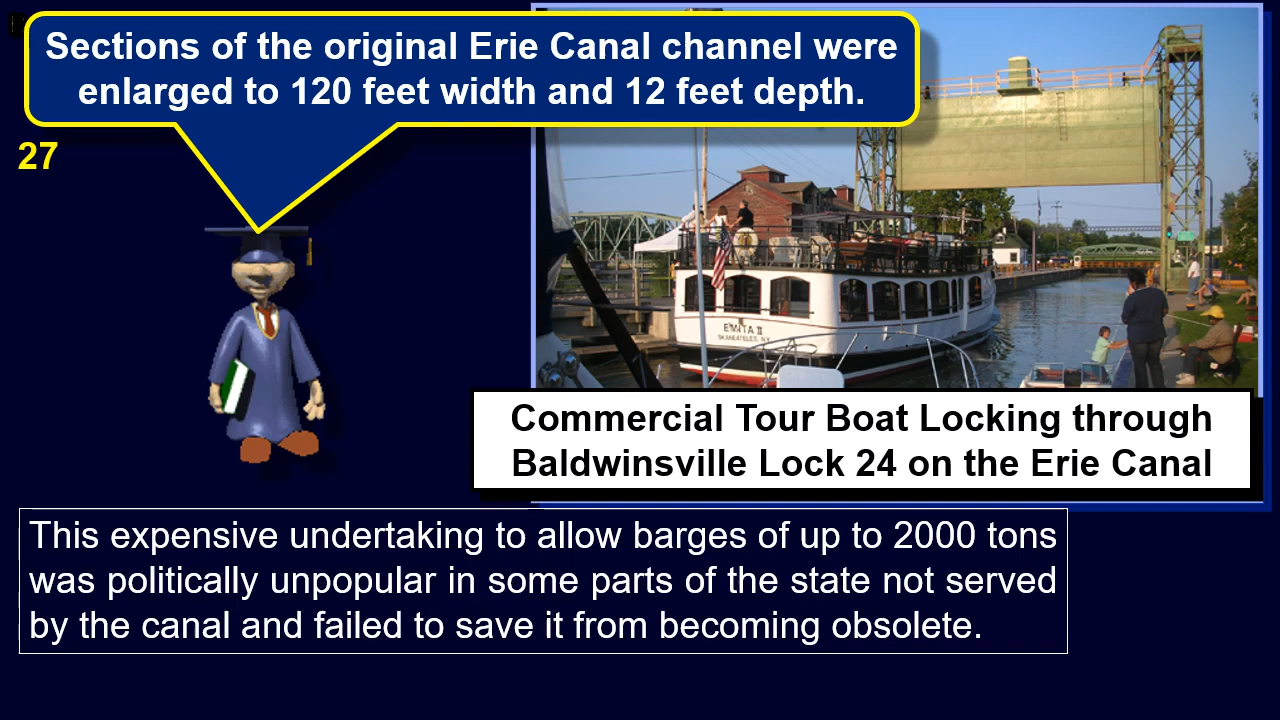 Sections of the original Erie Canal channel were
enlarged to 120 feet width and 12 feet depth.
27
EMITA II
SKANEATELES, N.Y.
Commercial Tour Boat Locking through
Baldwinsville Lock 24 on the Erie Canal
This expensive undertaking to allow barges of up to 2000 tons
was politically unpopular in some parts of the state not served
by the canal and failed to save it from becoming obsolete.